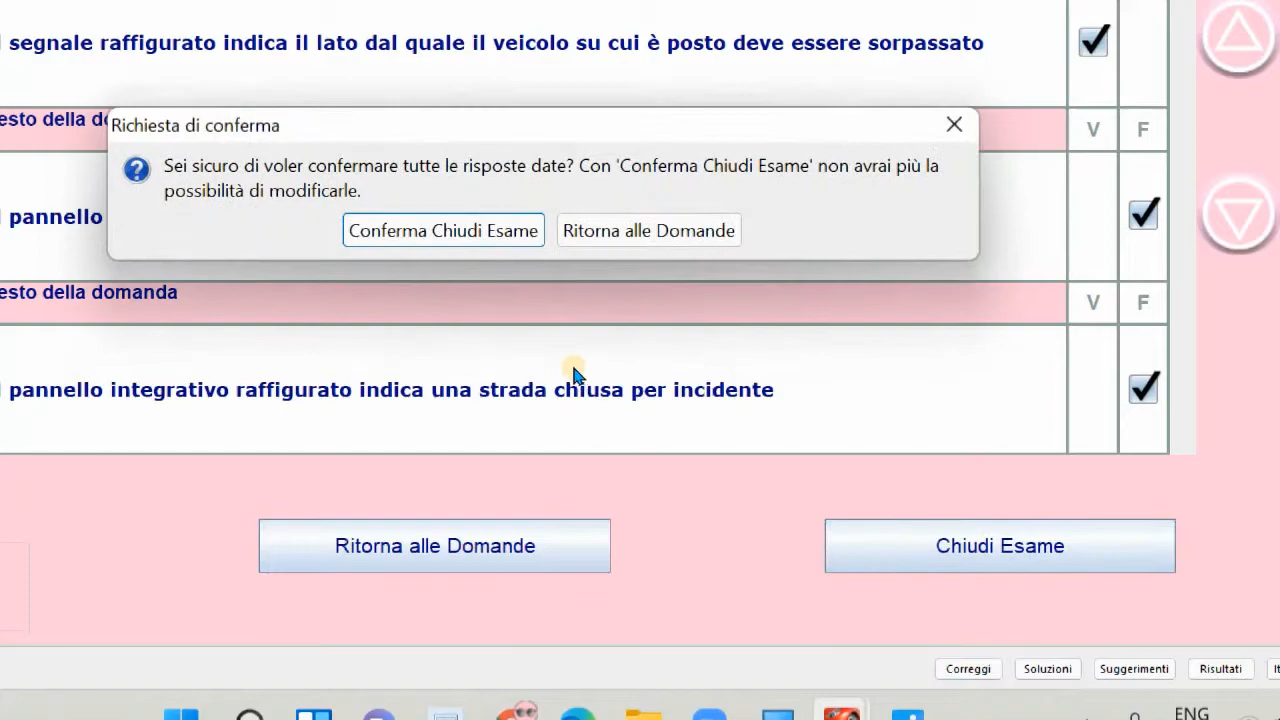 segnale raffigurato indica il lato dal quale il veicolo su cui è posto deve essere sorpassato
esto della
V F
Richiesta di conferma
Sei sicuro di voler confermare tutte le risposte date? Con 'Conferma Chiudi Esame' non avrai più la
possibilità di modificarle.
pannello
Conferma Chiudi Esame Ritorna alle Domande
esto della domanda
V F
pannello integrativo raffigurato indica una strada chiusa per incidente
Ritorna alle Domande Chiudi Esame
Correggi Soluzioni Suggerimenti Risultati
ENG